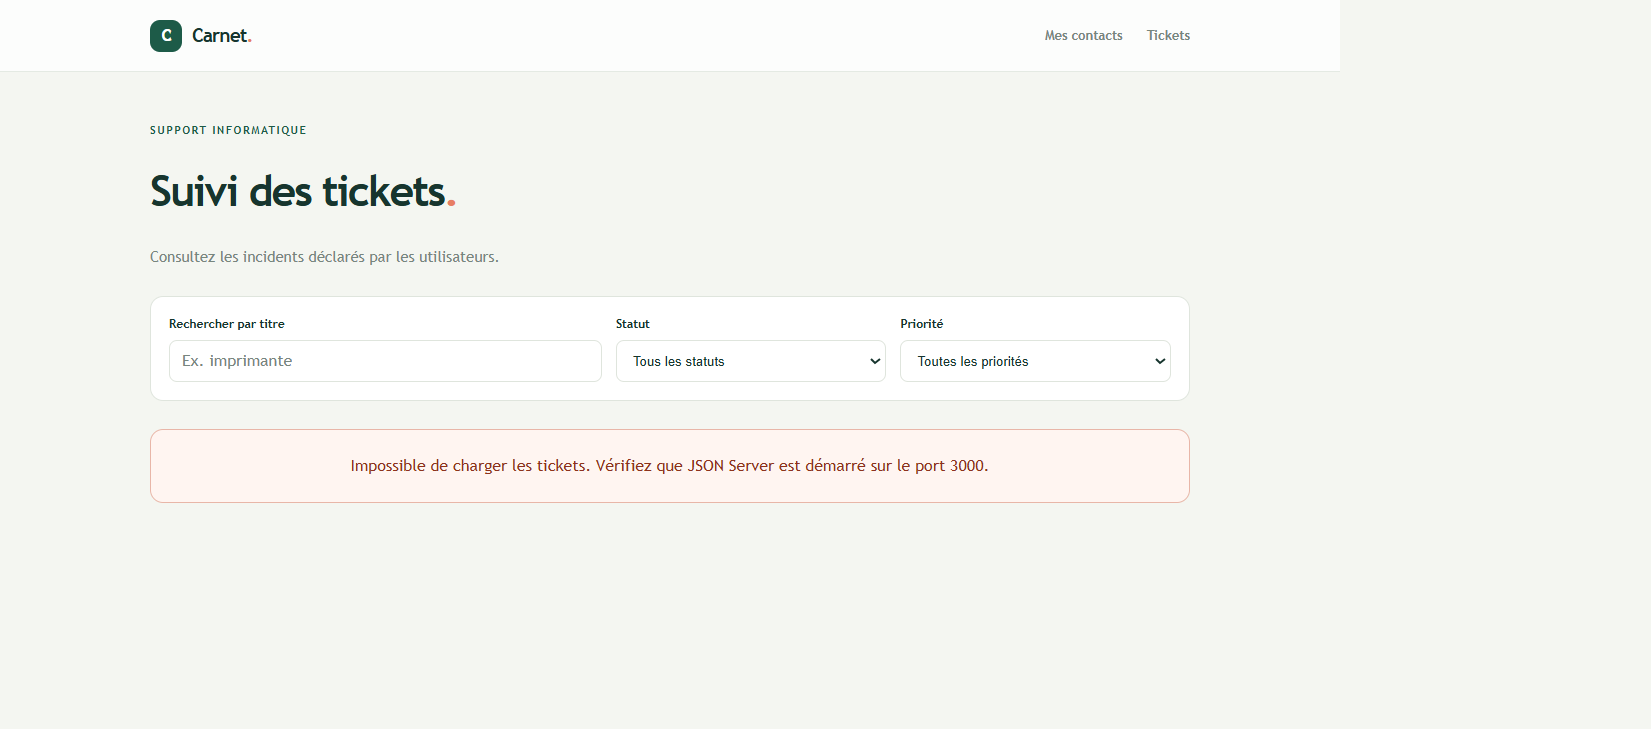 C Carnet. Mes contacts Tickets
SUPPORT INFORMATIQUE
Suivi des tickets.
Consultez les incidents déclarés par les utilisateurs.
Rechercher par titre Statut Priorité
Ex. imprimante Tous les statuts Toutes les priorités
Impossible de charger les tickets. Vérifiez que JSON Server est démarré sur le port 3000.